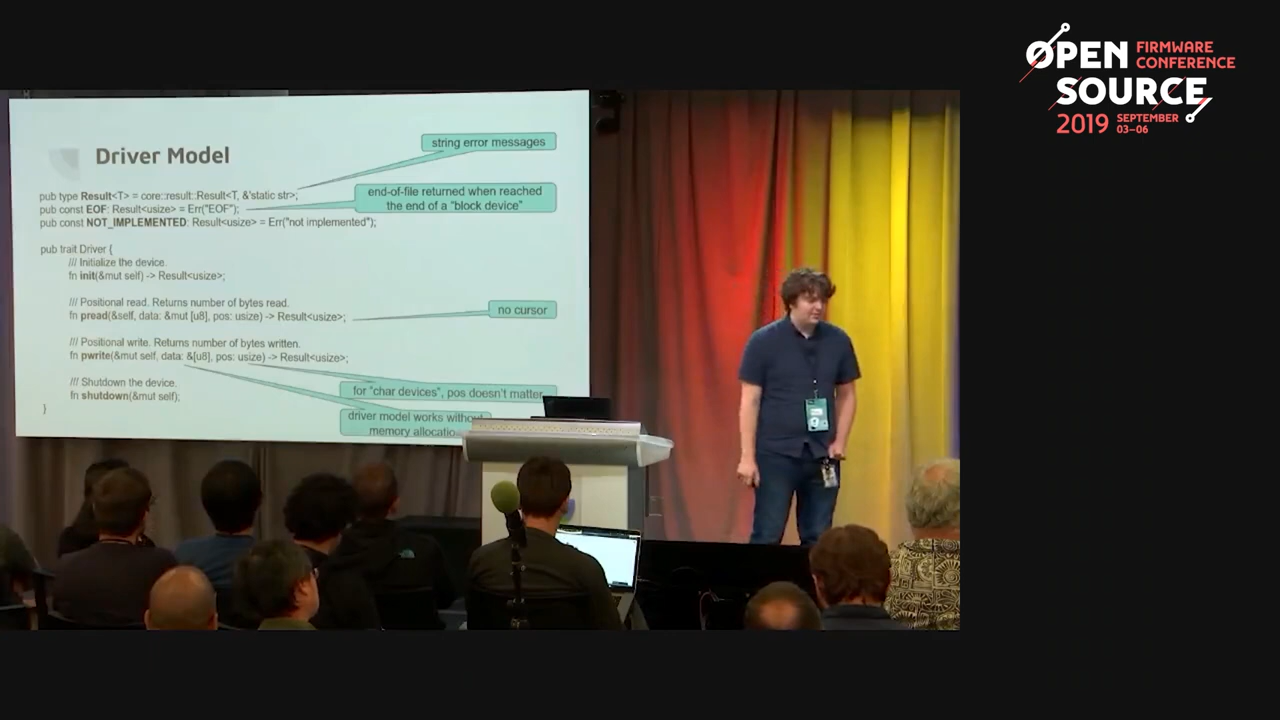 OPEN FIRMWARE
CONFERENCE
SOURCE
2019 SEPTEMBER
03–06
Driver Model
string error messages
pub type Result<T> = core::result::Result<T, &'static str>;
pub const EOF: Result<usize> = Err("EOF");
pub const NOT_IMPLEMENTED: Result<usize> = Err("not implemented");
end-of-file returned when reached
the end of a "block device"
pub trait Driver {
/// Initialize the device.
fn init(&mut self) -> Result<usize>;
/// Positional read. Returns number of bytes read.
fn pread(&self, data: &mut [u8], pos: usize) -> Result<usize>;
no cursor
/// Positional write. Returns number of bytes written.
fn pwrite(&mut self, data: &[u8], pos: usize) -> Result<usize>;
/// Shutdown the device.
fn shutdown(&mut self);
}
for "char devices", pos doesn't matter
driver model works without
memory allocatio